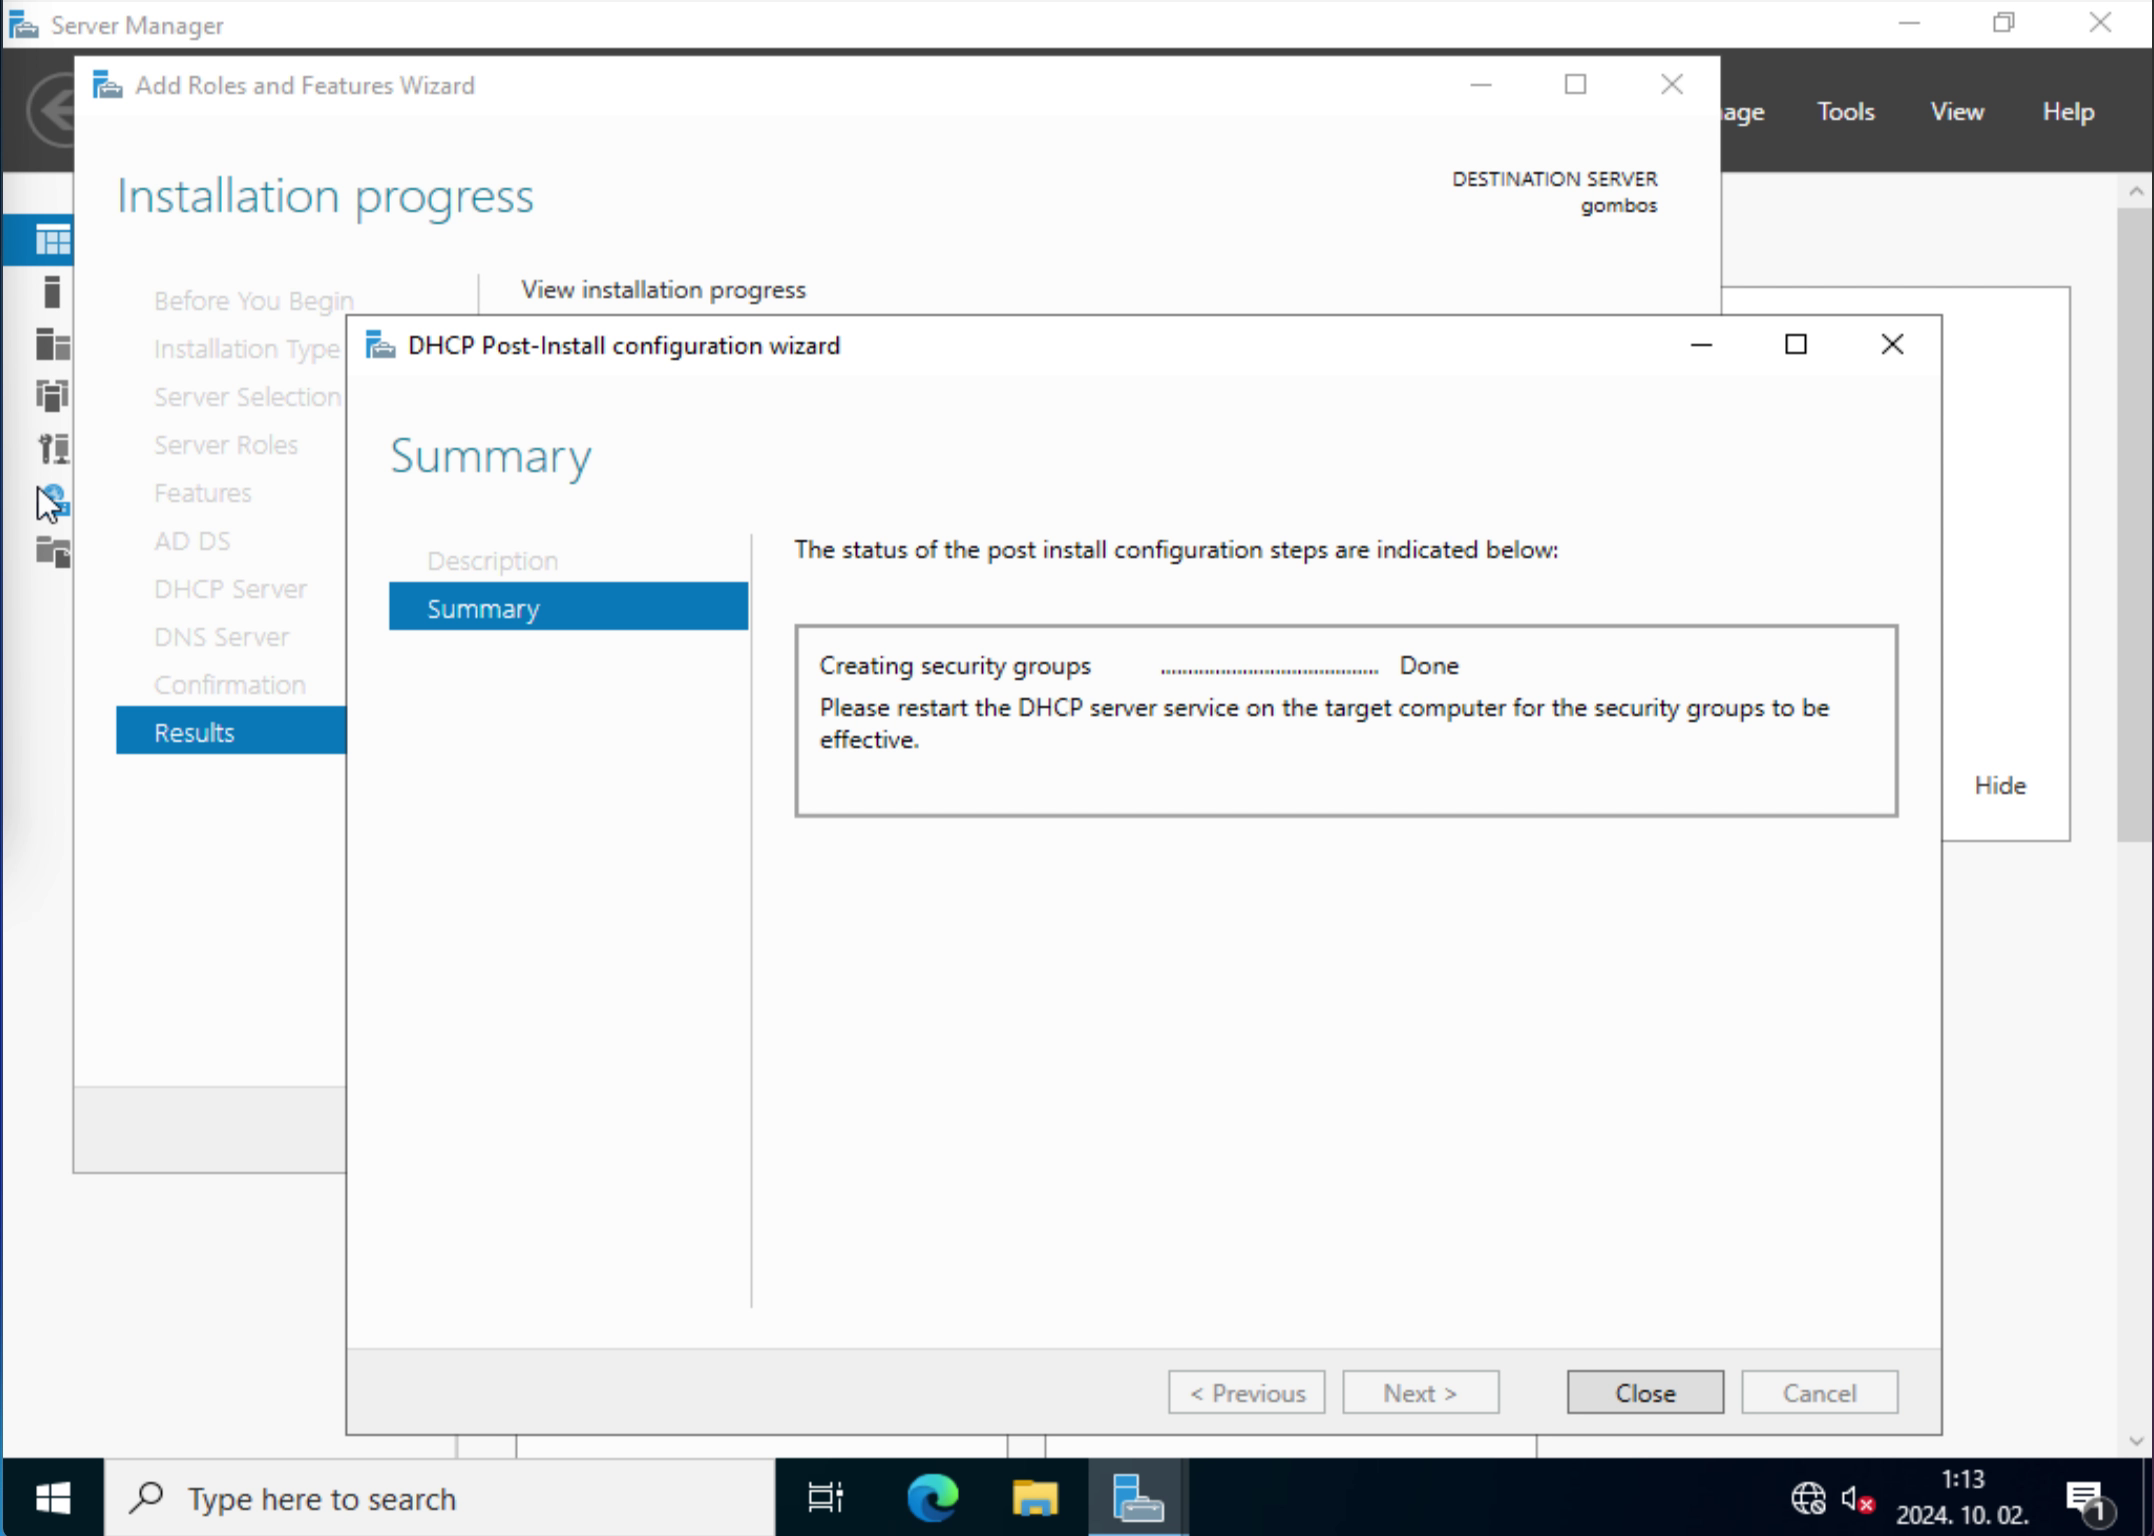 Server Manager
Add Roles and Features Wizard
age
Tools
View
Help
Installation progress
DESTINATION SERVER
gombos
View installation progress
Before You Begin
Installation Type
Server Selection
Server Roles
Features
AD DS
DHCP Server
DNS Server
Confirmation
Results
DHCP Post-Install configuration wizard
Summary
Description
Summary
The status of the post install configuration steps are indicated below:
Creating security groups ........................................ Done
Please restart the DHCP server service on the target computer for the security groups to be
effective.
Hide
< Previous
Next >
Close
Cancel
Type here to search
1:13
2024. 10. 02.
1